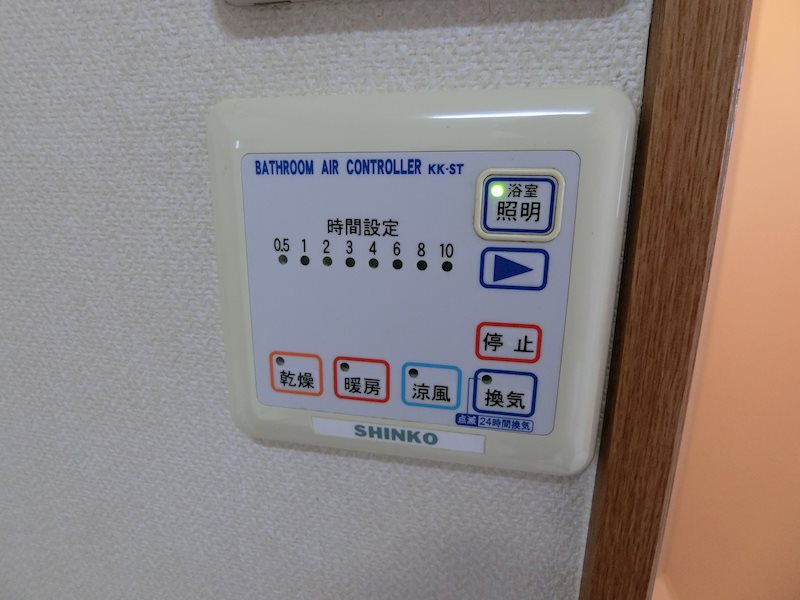 BATHROOM AIR CONTROLLER KK-ST
浴室
照明
時間設定
0.5 1 2 3 4 6 8 10
停止
乾燥 暖房 涼風 換気
点滅 24時間換気
SHINKO